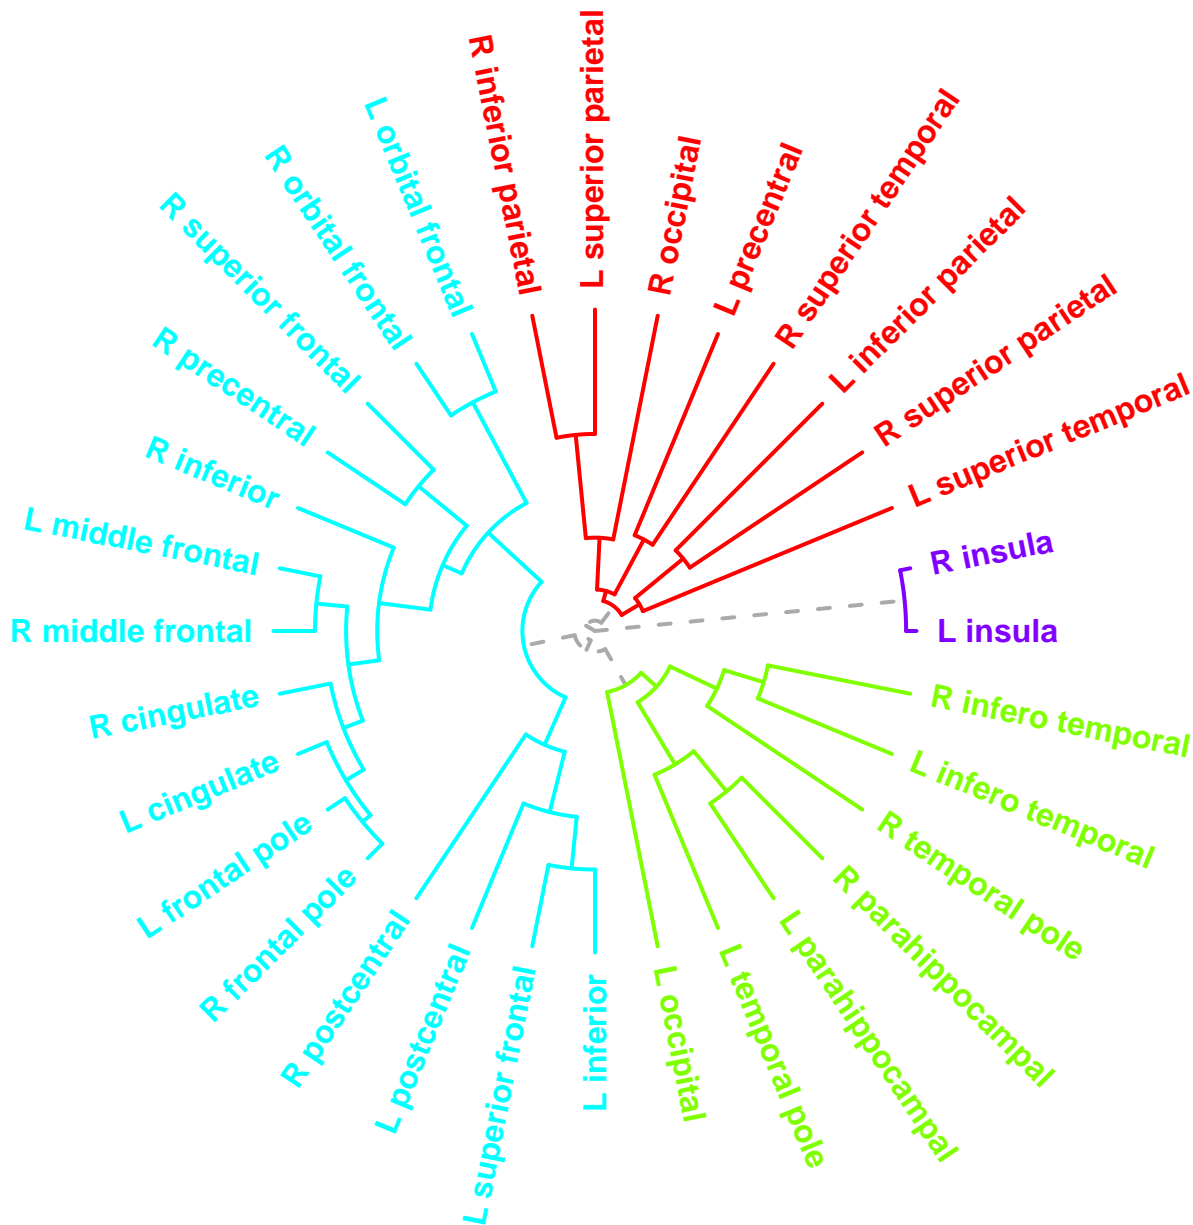 R inferior parietal
L superior parietal
R occipital
L precentral
R superior temporal
L inferior parietal
R superior parietal
L superior temporal
R insula
L insula
R infero temporal
L infero temporal
R temporal pole
R parahippocampal
L parahippocampal
L temporal pole
L occipital
L inferior
L superior frontal
L postcentral
R postcentral
R frontal pole
L frontal pole
L cingulate
R cingulate
R middle frontal
L middle frontal
R inferior
R precentral
R superior frontal
R orbital frontal
L orbital frontal